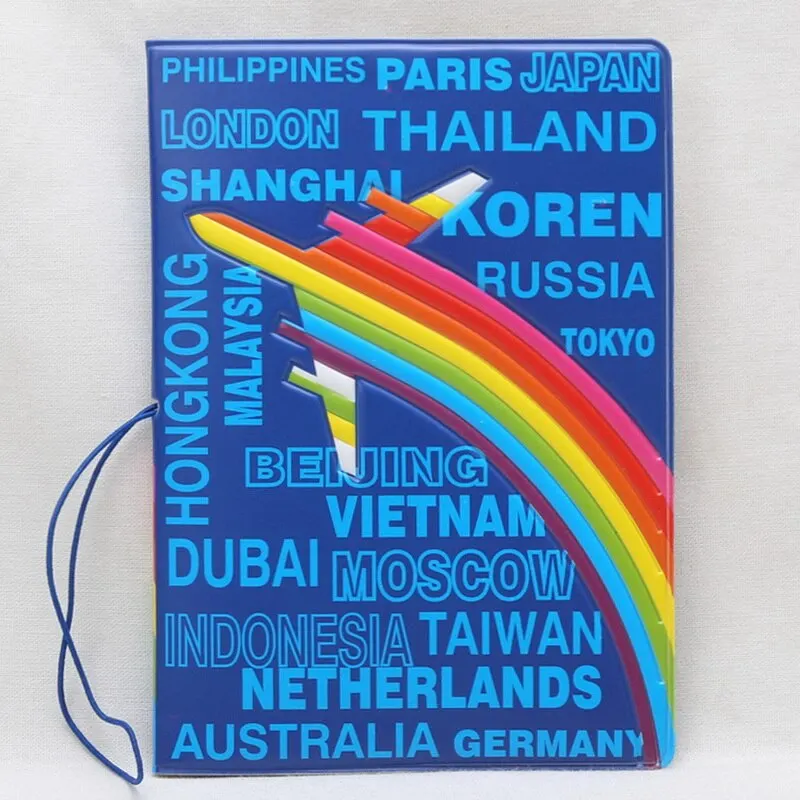 PHILIPPINES PARIS JAPAN
LONDON THAILAND
SHANGHAI
KOREN
RUSSIA
HONGKONG
MALAYSIA
TOKYO
BEIJING
VIETNAM
DUBAI MOSCOW
INDONESIA TAIWAN
NETHERLANDS
AUSTRALIA GERMANY